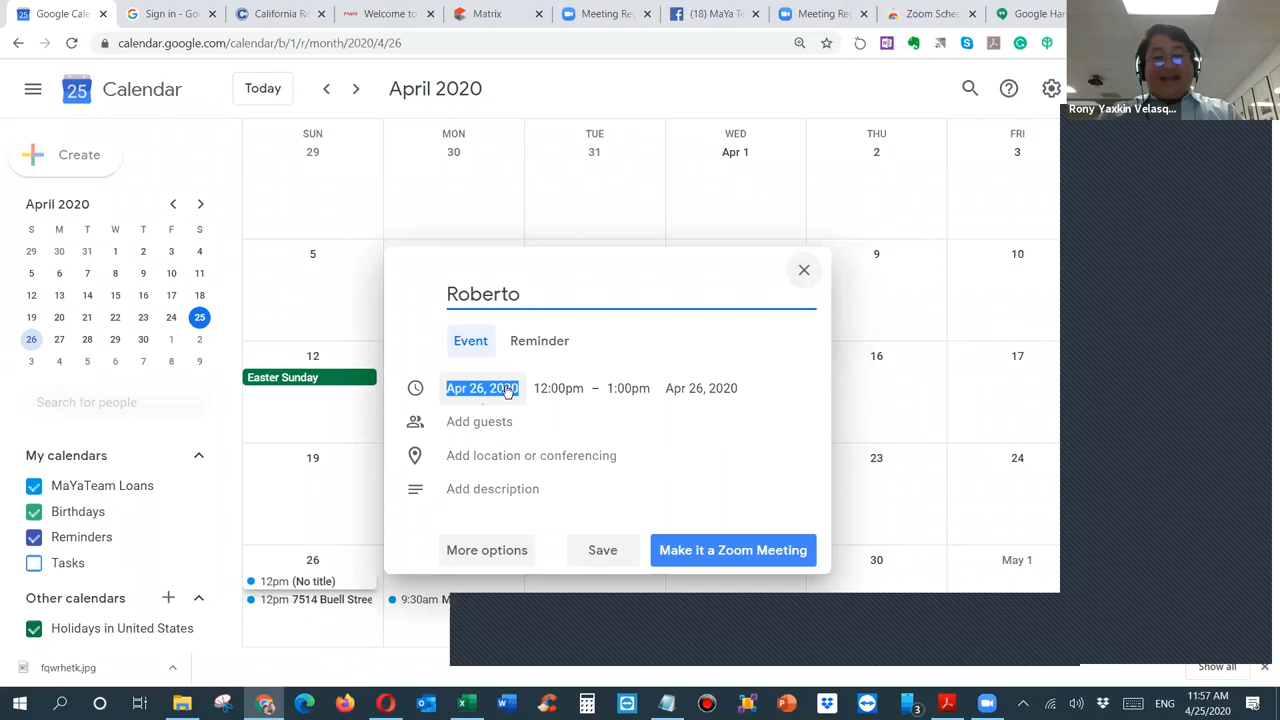 Google Cale
Sign in - Goo
California Re
Welcome to
Matrix
Meeting Reg
(18) MaYa T
Meeting Reg
Zoom Sched
Google Han
calendar.google.com/calendar/b/1/r/month/2020/4/26
Rony Yaxkin Velasq...
25
Calendar
Today
April 2020
Create
April 2020
S M T W T F S
29 30 31 1 2 3 4
5 6 7 8 9 10 11
12 13 14 15 16 17 18
19 20 21 22 23 24 25
26 27 28 29 30 1 2
3 4 5 6 7 8 9
Search for people
My calendars
MaYaTeam Loans
Birthdays
Reminders
Tasks
Other calendars
Holidays in United States
SUN MON TUE WED THU FRI
29 30 31 Apr 1 2 3
5 9 10
12 16 17
Easter Sunday
19 23 24
26 30 May 1
12pm (No title)
12pm 7514 Buell Stree
9:30am M
Roberto
Event Reminder
Apr 26, 2020 12:00pm – 1:00pm Apr 26, 2020
Add guests
Add location or conferencing
Add description
More options Save Make it a Zoom Meeting
fqwrhetk.jpg
Show all
3
ENG
11:57 AM
4/25/2020